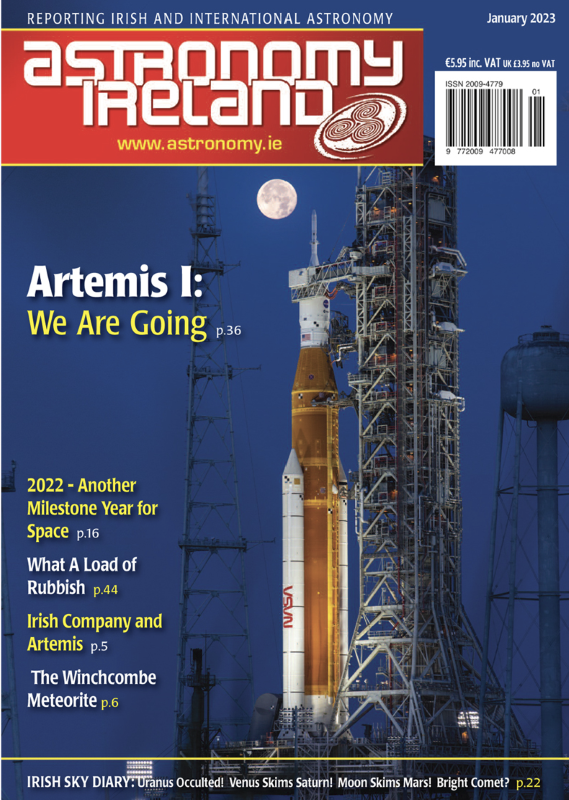 REPORTING IRISH AND INTERNATIONAL ASTRONOMY
January 2023
ASTRONOMY
IRELAND
www.astronomy.ie
€5.95 inc. VAT UK £3.95 no VAT
ISSN 2009-4779
01
9 772009 477008
Artemis I:
We Are Going p.36
2022 - Another
Milestone Year for
Space p.16
What A Load of
Rubbish p.44
Irish Company and
Artemis p.5
The Winchcombe
Meteorite p.6
NASA
IRISH SKY DIARY: Uranus Occulted! Venus Skims Saturn! Moon Skims Mars! Bright Comet? p.22